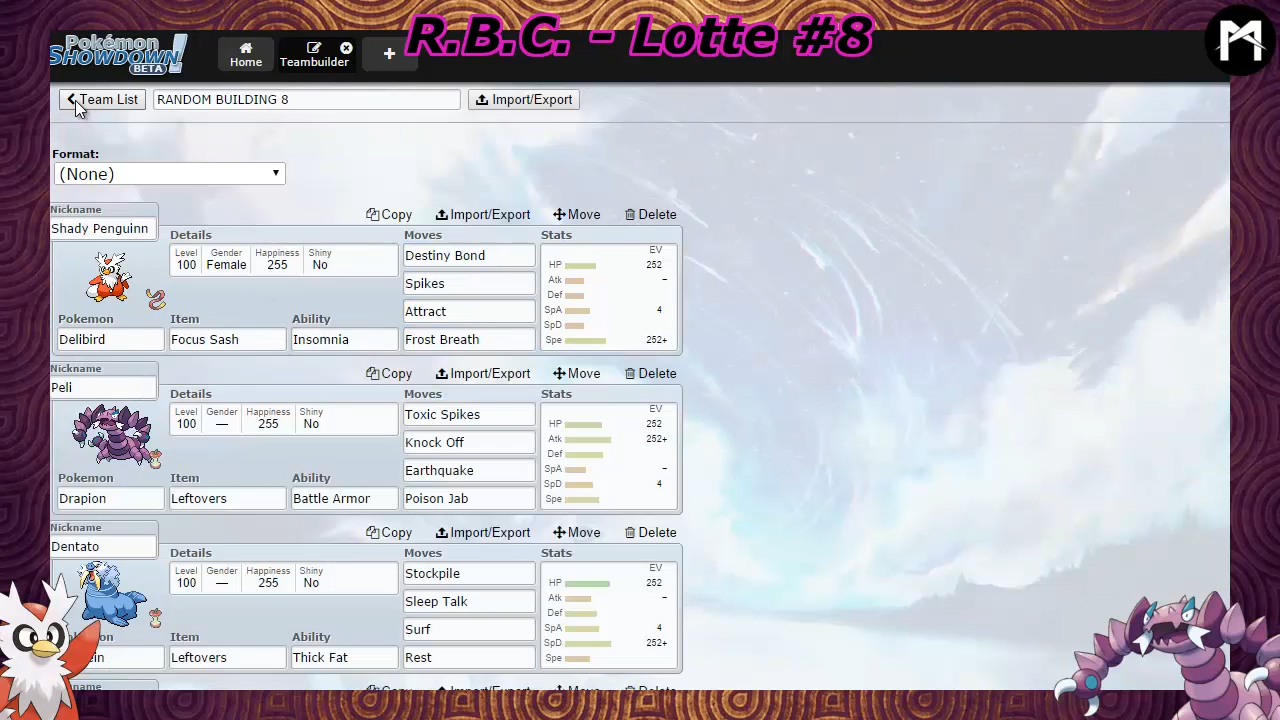 R.B.C. - Lotte #8
Pokémon
SHOWDOWN!
BETA
Home
Teambuilder
+
Team List
RANDOM BUILDING 8
Import/Export
Format:
(None)
Nickname
Shady Penguinn
Copy Import/Export Move Delete
Details Moves Stats
Level Gender Happiness Shiny
100 Female 255 No
Destiny Bond
Spikes
Attract
Frost Breath
EV
HP 252
Atk –
Def
SpA 4
SpD
Spe 252+
Pokemon Item Ability
Delibird Focus Sash Insomnia
Nickname
Peli
Copy Import/Export Move Delete
Details Moves Stats
Level Gender Happiness Shiny
100 — 255 No
Toxic Spikes
Knock Off
Earthquake
Poison Jab
EV
HP 252
Atk 252+
Def
SpA –
SpD 4
Spe
Pokemon Item Ability
Drapion Leftovers Battle Armor
Nickname
Dentato
Copy Import/Export Move Delete
Details Moves Stats
Level Gender Happiness Shiny
100 — 255 No
Stockpile
Sleep Talk
Surf
Rest
EV
HP 252
Atk –
Def
SpA 4
SpD 252+
Spe
Item Ability
Leftovers Thick Fat